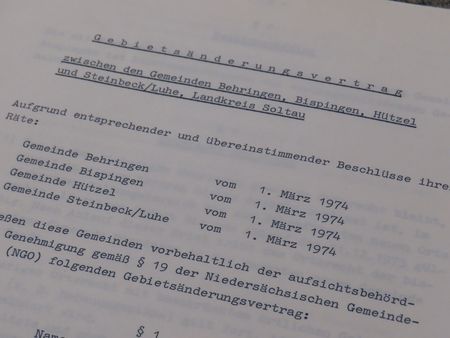 Gebietsänderungsvertrag
zwischen den Gemeinden Behringen, Bispingen, Hützel
und Steinbeck/Luhe, Landkreis Soltau
Aufgrund entsprechender und übereinstimmender Beschlüsse ihrer
Räte:
Gemeinde Behringen vom 1. März 1974
Gemeinde Bispingen vom 1. März 1974
Gemeinde Hützel vom 1. März 1974
Gemeinde Steinbeck/Luhe vom 1. März 1974
eßen diese Gemeinden vorbehaltlich der aufsichtsbehörd-
Genehmigung gemäß § 19 der Niedersächsischen Gemeinde-
(NGO) folgenden Gebietsänderungsvertrag:
§ 1
Name